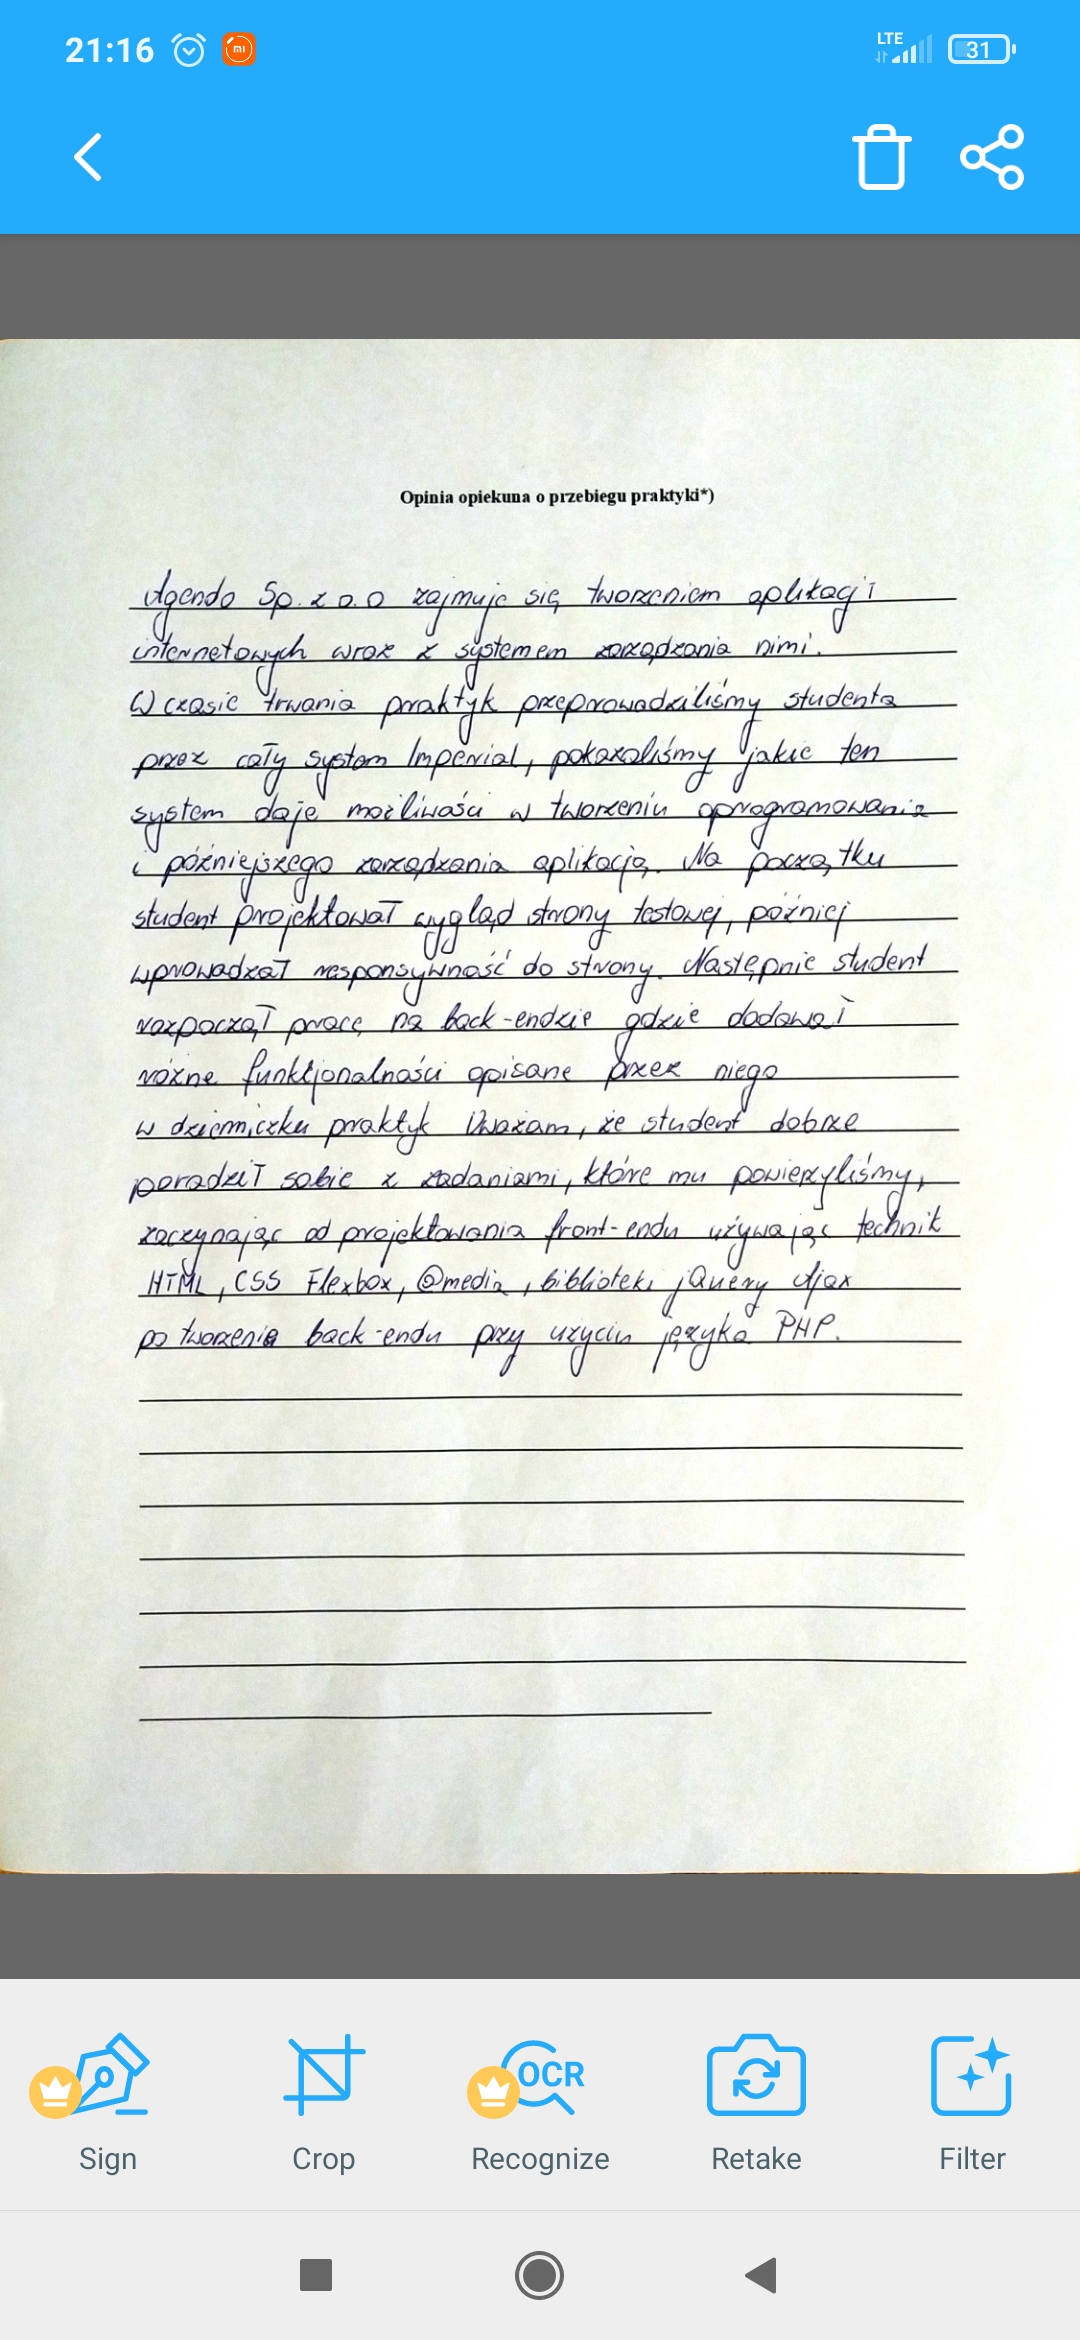 21:16
LTE
31
Opinia opiekuna o przebiegu praktyki*)
Agendo Sp. z o.o zajmuje się tworzeniem aplikacji
internetowych wraz z systemem zarządzania nimi.
W czasie trwania praktyk przeprowadziliśmy studenta
przez cały system Imperial, pokazaliśmy jakie ten
system daje możliwości w tworzeniu oprogramowania
i późniejszego zarządzania aplikacją. Na początku
student projektował wygląd strony testowej, później
wprowadzał responsywność do strony. Następnie student
rozpoczął pracę na back-endzie gdzie dodawał
różne funkcjonalności opisane przez niego
w dzienniczku praktyk Uważam, że student dobrze
poradził sobie z zadaniami, które mu powierzyliśmy,
zaczynając od projektowania front-endu używając technik
HTML, CSS Flexbox, @media, biblioteki jQuery Ajax
po tworzenia back-endu przy użyciu języka PHP.
Sign
Crop
OCR
Recognize
Retake
Filter